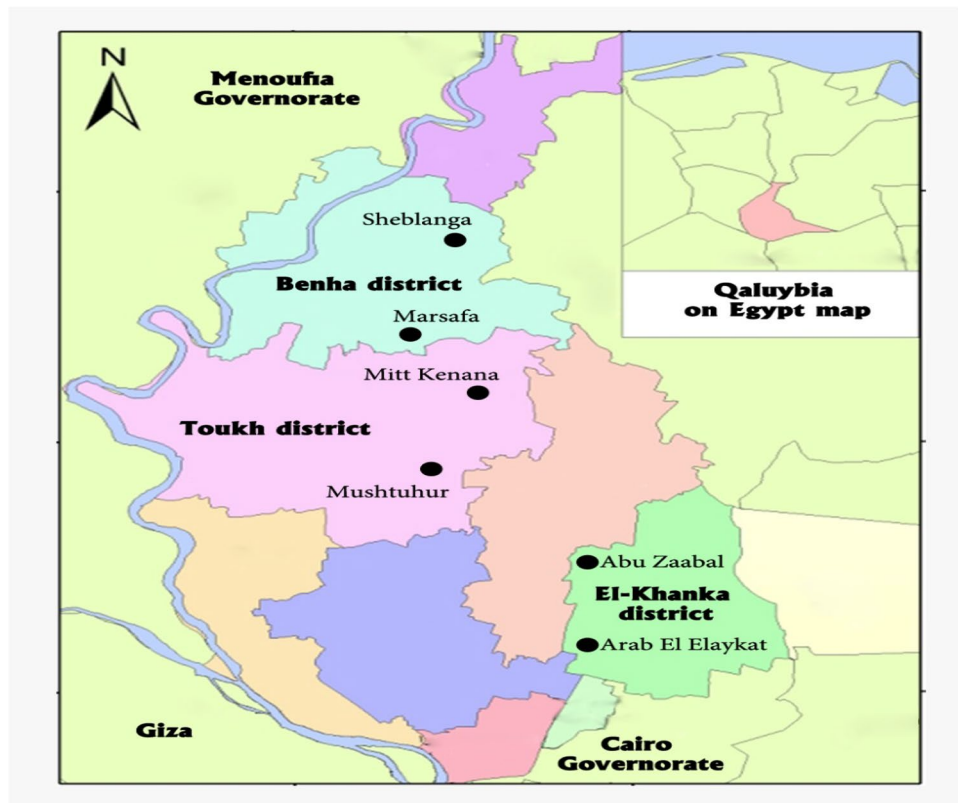 N
Menoufia
Governorate
Sheblanga
Benha district
Qaluybia
on Egypt map
Marsafa
Mitt Kenana
Toukh district
Mushtuhur
Abu Zaabal
El-Khanka
district
Arab El Elaykat
Giza
Cairo
Governorate